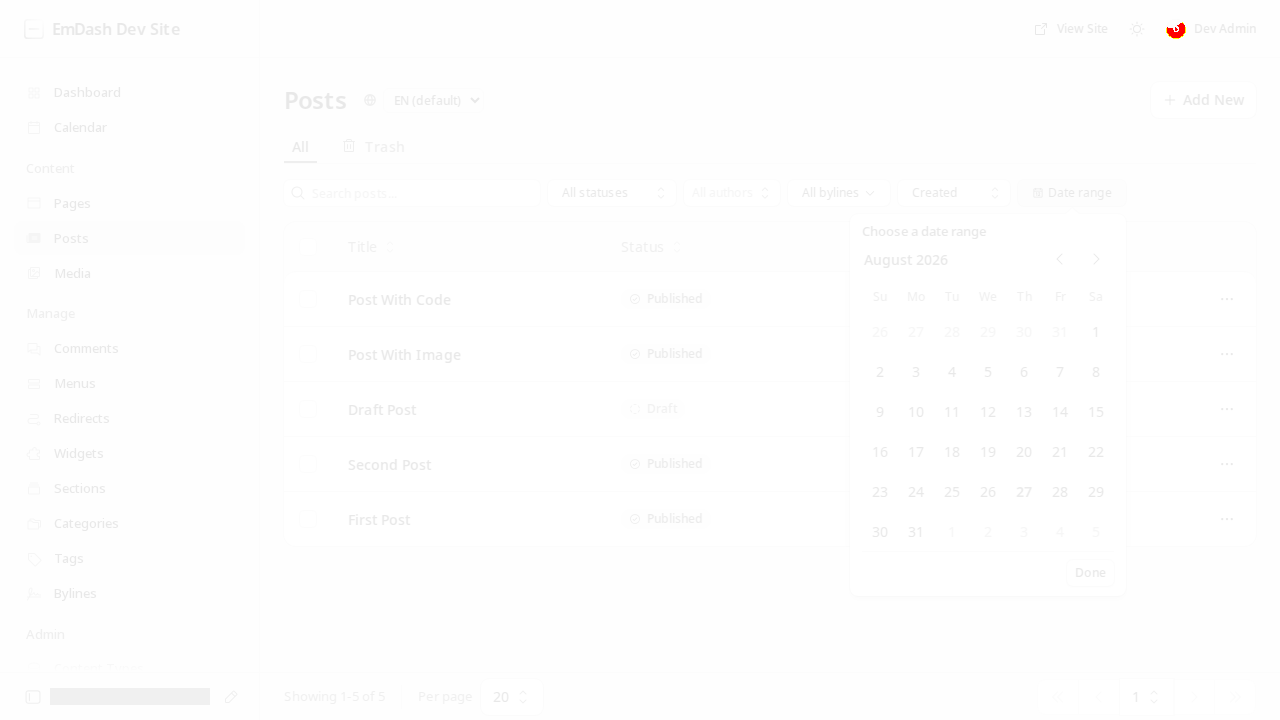 EmDash Dev Site
View Site
Dev Admin
Dashboard
Calendar
Content
Pages
Posts
Media
Manage
Comments
Menus
Redirects
Widgets
Sections
Categories
Tags
Bylines
Admin
Posts
EN (default)
Add New
All
Trash
Search posts...
All statuses
All authors
All bylines
Created
Date range
Title
Status
Post With Code
Published
Post With Image
Published
Draft Post
Draft
Second Post
Published
First Post
Published
Choose a date range
August 2026
Su Mo Tu We Th Fr Sa
26 27 28 29 30 31 1
2 3 4 5 6 7 8
9 10 11 12 13 14 15
16 17 18 19 20 21 22
23 24 25 26 27 28 29
30 31 1 2 3 4 5
Done
Showing 1-5 of 5
Per page
20
1